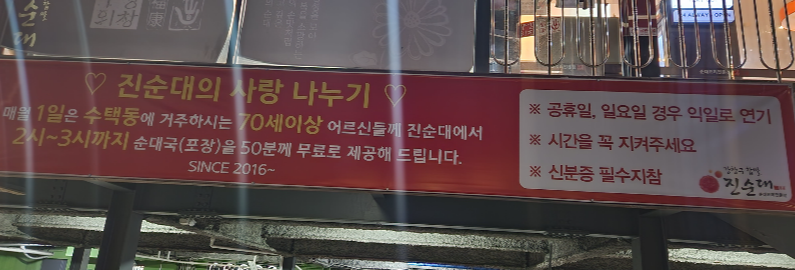 순대
♡ 진순대의 사랑 나누기 ♡
매월 1일은 수택동에 거주하시는 70세이상 어르신들께 진순대에서
2시~3시까지 순대국(포장)을 50분께 무료로 제공해 드립니다.
SINCE 2016~
※ 공휴일, 일요일 경우 익일로 연기
※ 시간을 꼭 지켜주세요
※ 신분증 필수지참
진순대